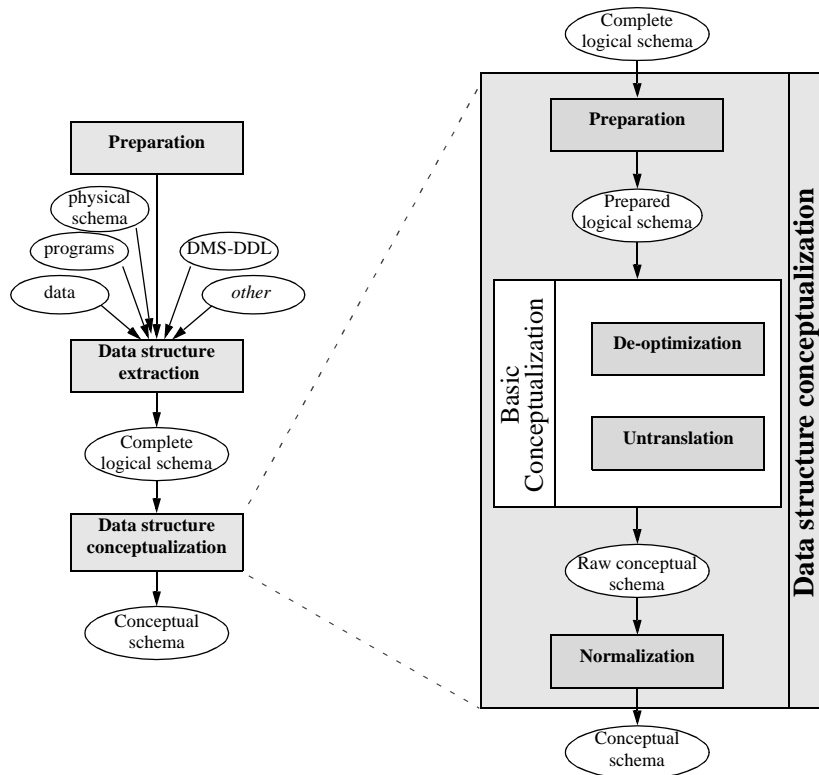 Preparation
physical
schema
programs
DMS-DDL
data
other
Data structure
extraction
Complete
logical schema
Data structure
conceptualization
Conceptual
schema
Complete
logical schema
Preparation
Prepared
logical schema
Basic
Conceptualization
De-optimization
Untranslation
Raw conceptual
schema
Normalization
Conceptual
schema
Data structure conceptualization